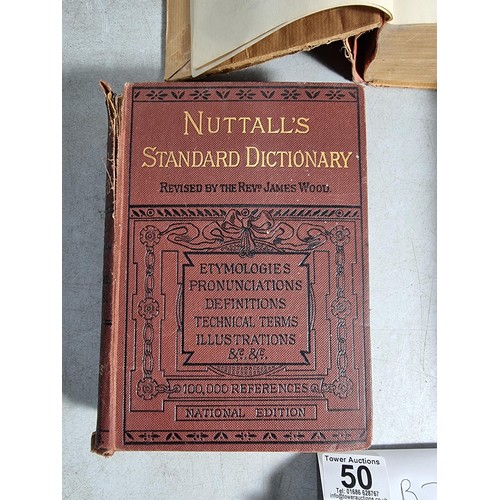 NUTTALL'S
STANDARD DICTIONARY
REVISED BY THE REVD JAMES WOOD.
ETYMOLOGIES
PRONUNCIATIONS
DEFINITIONS
TECHNICAL TERMS
ILLUSTRATIONS
&c. &c.
100,000 REFERENCES
NATIONAL EDITION
Tower Auctions
50
Tel: 01686 628767